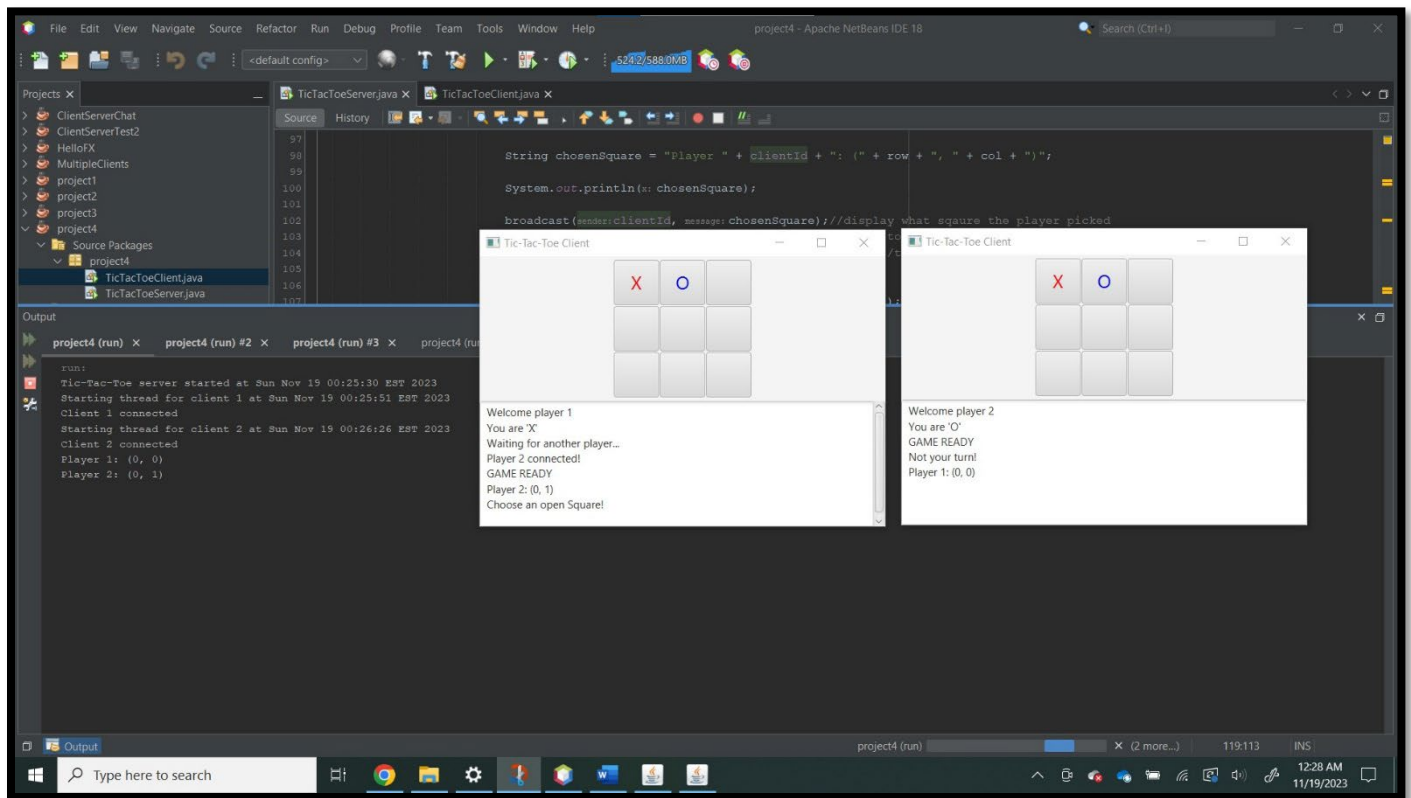 File Edit View Navigate Source Refactor Run Debug Profile Team Tools Window Help project4 - Apache NetBeans IDE 18 Search (Ctrl+I)
<default config> 524.2/588.0MB
Projects
TicTacToeServer.java TicTacToeClient.java
Source History
ClientServerChat
ClientServerTest2
HelloFX
MultipleClients
project1
project2
project3
project4
Source Packages
project4
TicTacToeClient.java
TicTacToeServer.java
97
98 String chosenSquare = "Player " + clientId + ": (" + row + ", " + col + ")";
99
100 System.out.println(x: chosenSquare);
101
102 broadcast(sender:clientId, message: chosenSquare);//display what sqaure the player picked
103
104
105
106
107
Output
project4 (run) project4 (run) #2 project4 (run) #3 project4 (ru
run:
Tic-Tac-Toe server started at Sun Nov 19 00:25:30 EST 2023
Starting thread for client 1 at Sun Nov 19 00:25:51 EST 2023
Client 1 connected
Starting thread for client 2 at Sun Nov 19 00:26:26 EST 2023
Client 2 connected
Player 1: (0, 0)
Player 2: (0, 1)
Tic-Tac-Toe Client
X O
Welcome player 1
You are 'X'
Waiting for another player...
Player 2 connected!
GAME READY
Player 2: (0, 1)
Choose an open Square!
Tic-Tac-Toe Client
X O
Welcome player 2
You are 'O'
GAME READY
Not your turn!
Player 1: (0, 0)
Output project4 (run) (2 more...) 119:113 INS
Type here to search
12:28 AM
11/19/2023